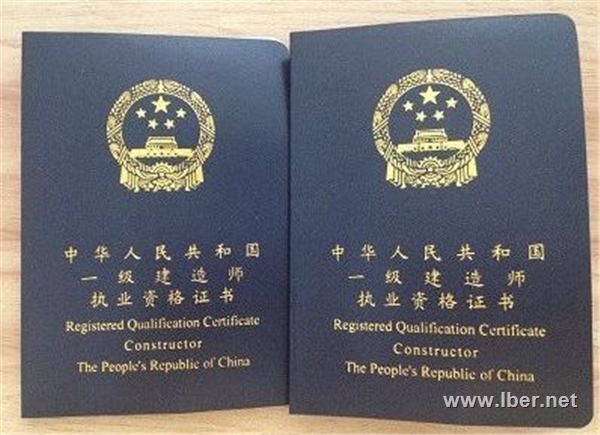 中华人民共和国
一级建造师
执业资格证书
Registered Qualification Certificate
Constructor
The People's Republic of China
中华人民共和国
一级建造师
执业资格证书
Registered Qualification Certificate
Constructor
The People's Republic of China
www.lber.net